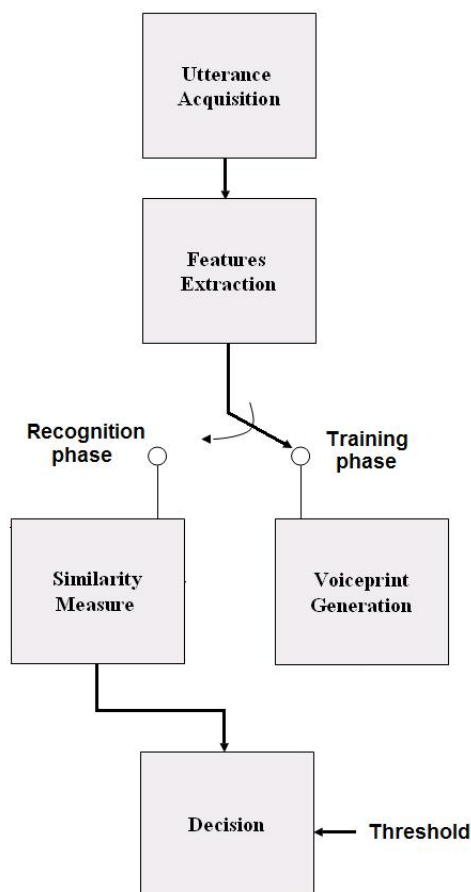 Utterance
Acquisition
Features
Extraction
Recognition
phase
Training
phase
Similarity
Measure
Voiceprint
Generation
Decision
Threshold